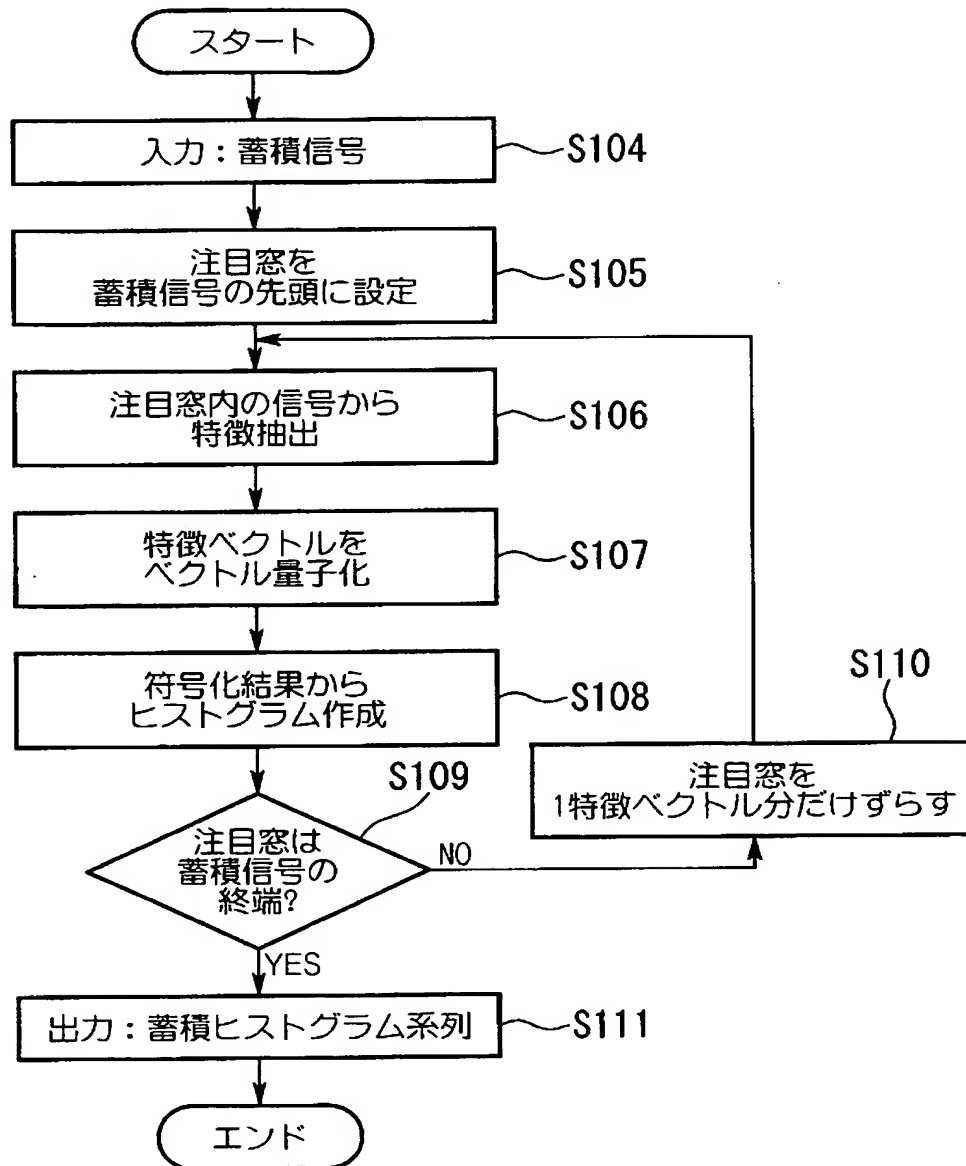 スタート
入力：蓄積信号
S104
注目窓を
蓄積信号の先頭に設定
S105
注目窓内の信号から
特徴抽出
S106
特徴ベクトルを
ベクトル量子化
S107
符号化結果から
ヒストグラム作成
S108
S110
注目窓を
1特徴ベクトル分だけずらす
S109
注目窓は
蓄積信号の
終端?
NO
YES
出力：蓄積ヒストグラム系列
S111
エンド